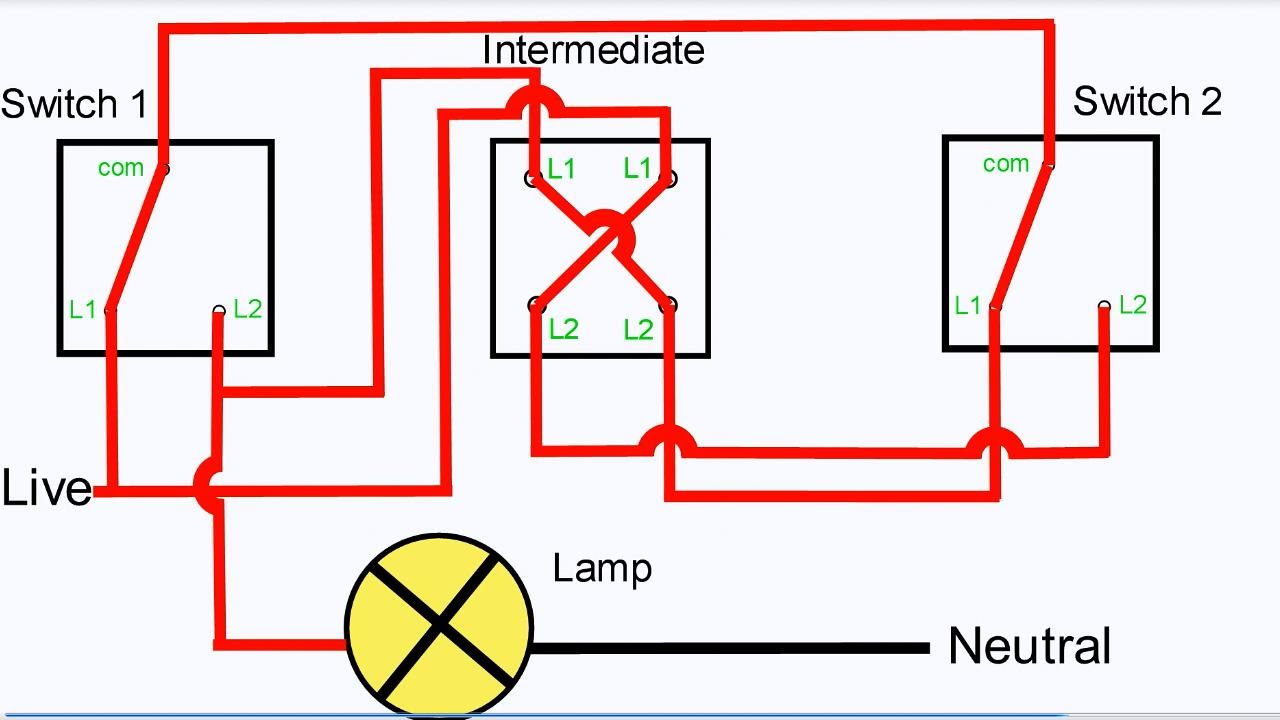 Intermediate
Switch 1
Switch 2
com
L1
L1
com
L1
L2
L2
L2
L1
L2
Live
Lamp
Neutral